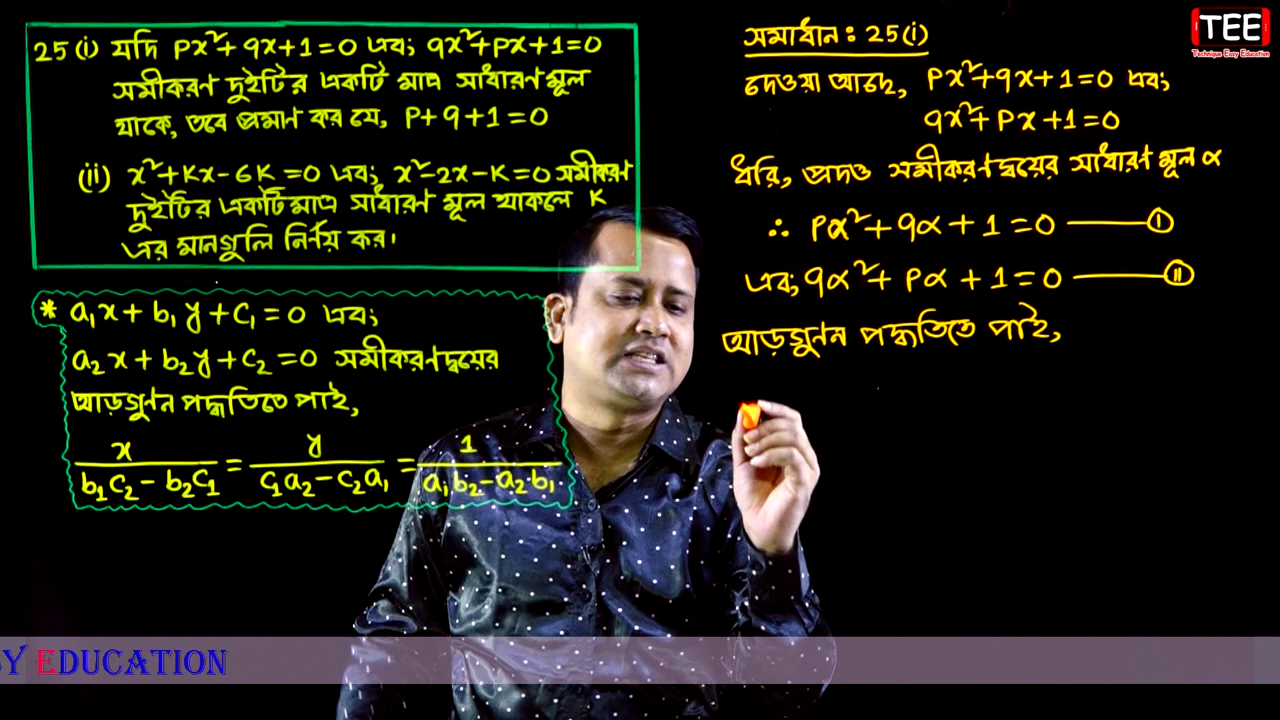 25 (i) যদি px²+qx+1=0 এবং qx²+px+1=0
সমীকরণ দুইটির একটি মাত্র সাধারণ মূল
থাকে, তবে প্রমাণ কর যে, p+q+1=0
(ii) x²+kx-6k=0 এবং x²-2x-k=0 সমীকরণ
দুইটির একটিমাত্র সাধারণ মূল থাকলে k
এর মানগুলি নির্ণয় কর।
* a₁x+b₁y+c₁=0 এবং
a₂x+b₂y+c₂=0 সমীকরণদ্বয়ের
আড়গুণন পদ্ধতিতে পাই,
x/(b₁c₂-b₂c₁) = y/(c₁a₂-c₂a₁) = 1/(a₁b₂-a₂b₁)
সমাধান: 25(i)
দেওয়া আছে, px²+qx+1=0 এবং
qx²+px+1=0
ধরি, প্রদত্ত সমীকরণদ্বয়ের সাধারণ মূল α
∴ pα²+qα+1=0 — (i)
এবং qα²+pα+1=0 — (ii)
আড়গুণন পদ্ধতিতে পাই,
TEE
Technique Easy Education
Y EDUCATION